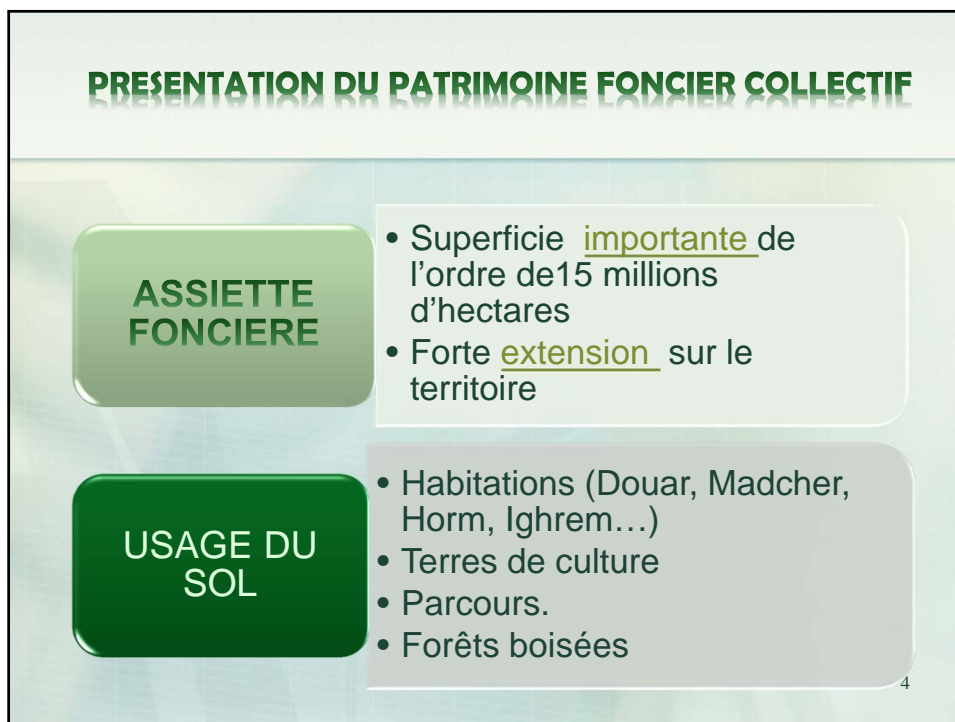 PRESENTATION DU PATRIMOINE FONCIER COLLECTIF
ASSIETTE
FONCIERE
• Superficie importante de
l’ordre de15 millions
d’hectares
• Forte extension sur le
territoire
USAGE DU
SOL
• Habitations (Douar, Madcher,
Horm, Ighrem…)
• Terres de culture
• Parcours.
• Forêts boisées
4